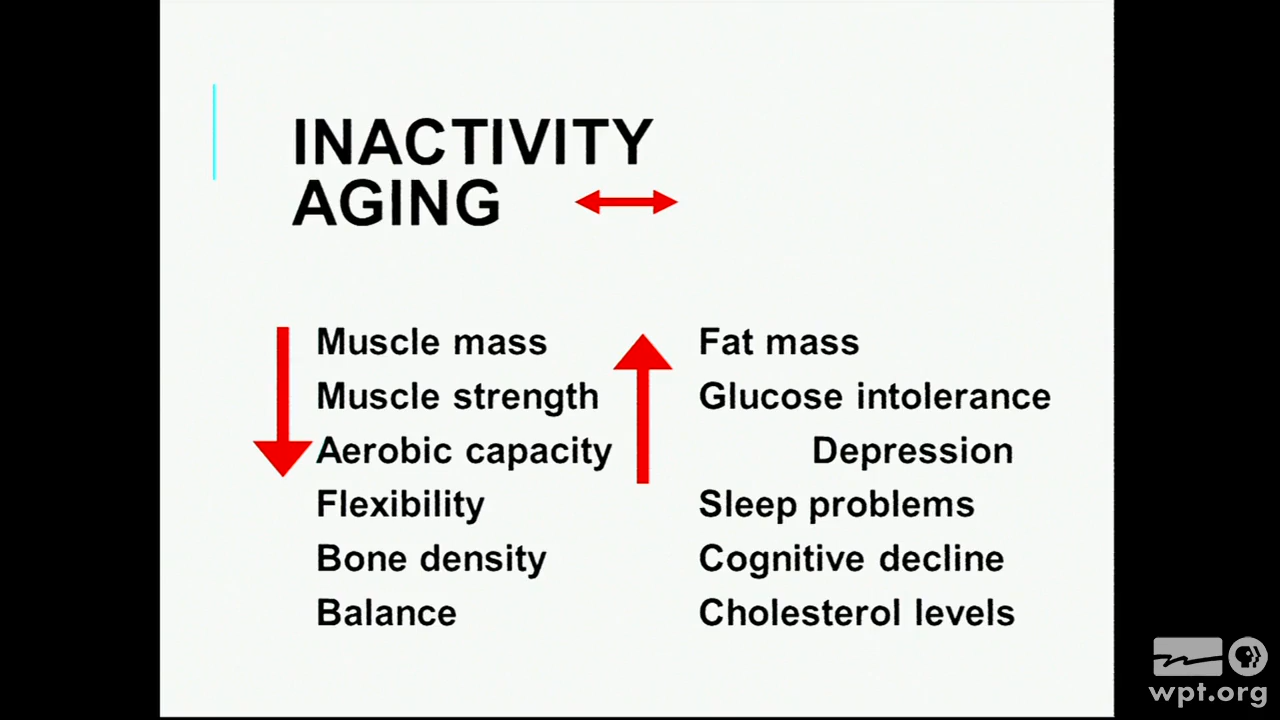 INACTIVITY
AGING
Muscle mass
Muscle strength
Aerobic capacity
Flexibility
Bone density
Balance
Fat mass
Glucose intolerance
Depression
Sleep problems
Cognitive decline
Cholesterol levels
wpt.org